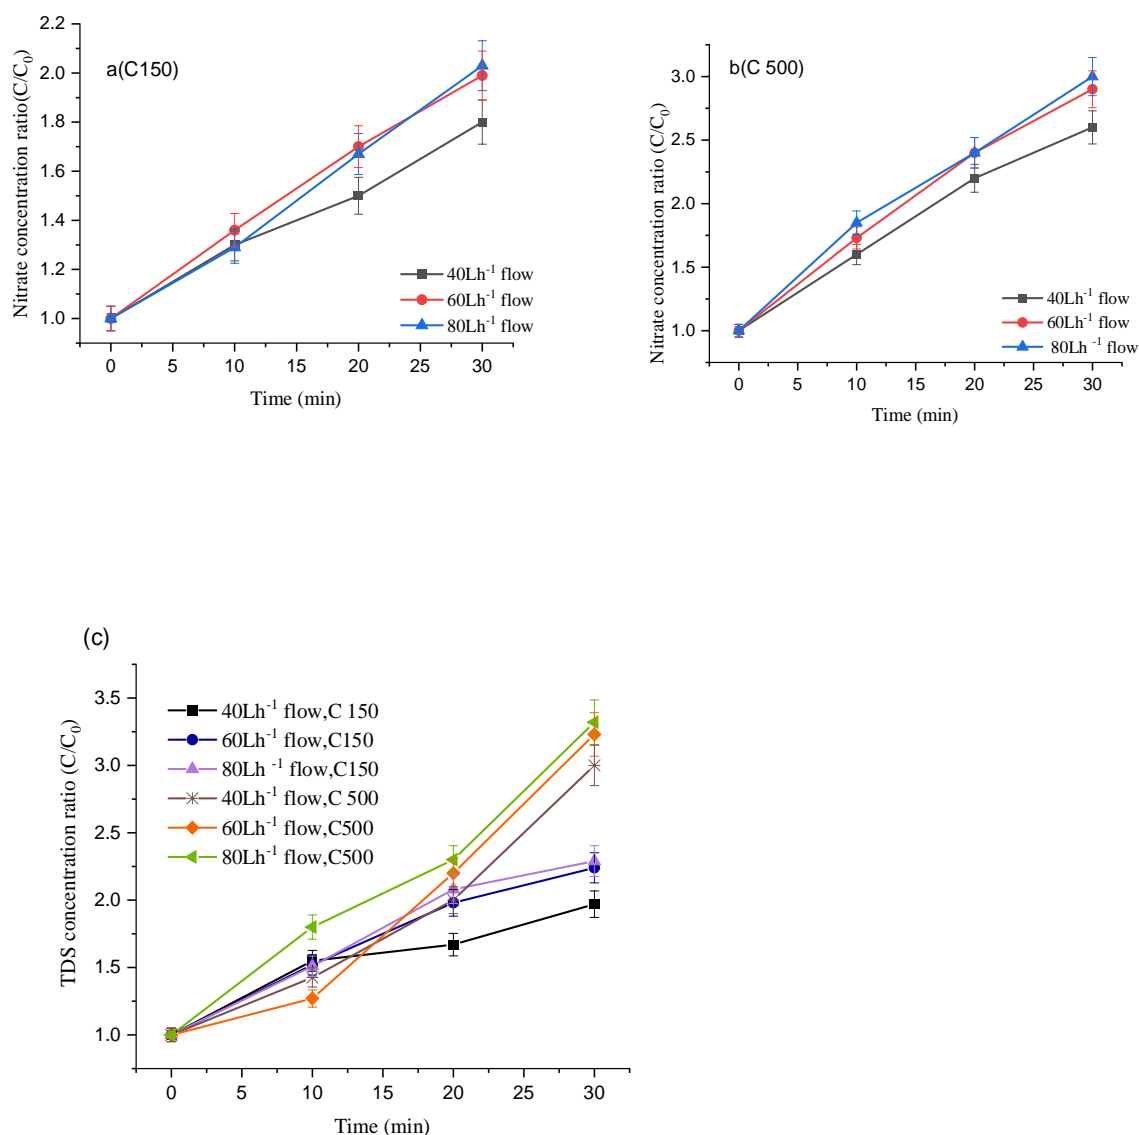 a(C150)
Nitrate concentration ratio(C/C₀)
2.2
2.0
1.8
1.6
1.4
1.2
1.0
40Lh⁻¹ flow
60Lh⁻¹ flow
80Lh⁻¹ flow
0 5 10 15 20 25 30
Time (min)
b(C 500)
Nitrate concentration ratio (C/C₀)
3.0
2.5
2.0
1.5
1.0
40Lh⁻¹ flow
60Lh⁻¹ flow
80Lh ⁻¹ flow
0 5 10 15 20 25 30
Time (min)
(c)
TDS concentration ratio (C/C₀)
3.5
3.0
2.5
2.0
1.5
1.0
40Lh⁻¹ flow,C 150
60Lh⁻¹ flow,C150
80Lh ⁻¹ flow,C150
40Lh⁻¹ flow,C 500
60Lh⁻¹ flow,C500
80Lh⁻¹ flow,C500
0 5 10 15 20 25 30
Time (min)